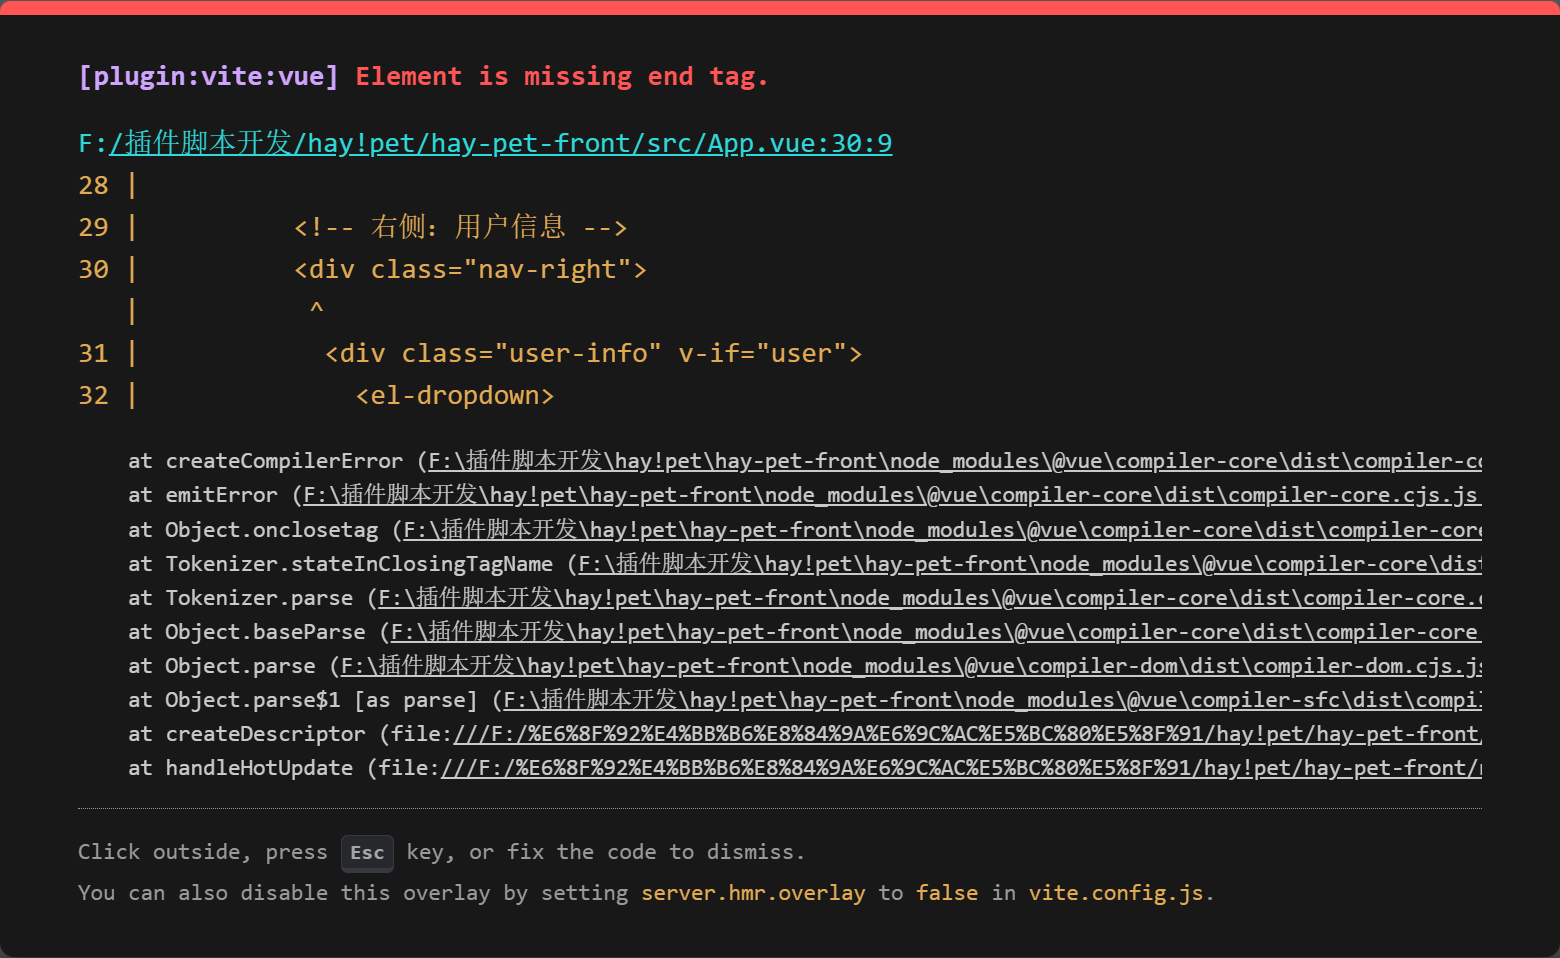 [plugin:vite:vue] Element is missing end tag.
F:/插件脚本开发/hay!pet/hay-pet-front/src/App.vue:30:9
28 |
29 |          <!-- 右侧：用户信息 -->
30 |          <div class="nav-right">
   |           ^
31 |            <div class="user-info" v-if="user">
32 |              <el-dropdown>
at createCompilerError (F:\插件脚本开发\hay!pet\hay-pet-front\node_modules\@vue\compiler-core\dist\compiler-co
at emitError (F:\插件脚本开发\hay!pet\hay-pet-front\node_modules\@vue\compiler-core\dist\compiler-core.cjs.js
at Object.onclosetag (F:\插件脚本开发\hay!pet\hay-pet-front\node_modules\@vue\compiler-core\dist\compiler-core
at Tokenizer.stateInClosingTagName (F:\插件脚本开发\hay!pet\hay-pet-front\node_modules\@vue\compiler-core\dist
at Tokenizer.parse (F:\插件脚本开发\hay!pet\hay-pet-front\node_modules\@vue\compiler-core\dist\compiler-core.c
at Object.baseParse (F:\插件脚本开发\hay!pet\hay-pet-front\node_modules\@vue\compiler-core\dist\compiler-core.
at Object.parse (F:\插件脚本开发\hay!pet\hay-pet-front\node_modules\@vue\compiler-dom\dist\compiler-dom.cjs.js
at Object.parse$1 [as parse] (F:\插件脚本开发\hay!pet\hay-pet-front\node_modules\@vue\compiler-sfc\dist\compil
at createDescriptor (file:///F:/%E6%8F%92%E4%BB%B6%E8%84%9A%E6%9C%AC%E5%BC%80%E5%8F%91/hay!pet/hay-pet-front/
at handleHotUpdate (file:///F:/%E6%8F%92%E4%BB%B6%E8%84%9A%E6%9C%AC%E5%BC%80%E5%8F%91/hay!pet/hay-pet-front/n
Click outside, press Esc key, or fix the code to dismiss.
You can also disable this overlay by setting server.hmr.overlay to false in vite.config.js.